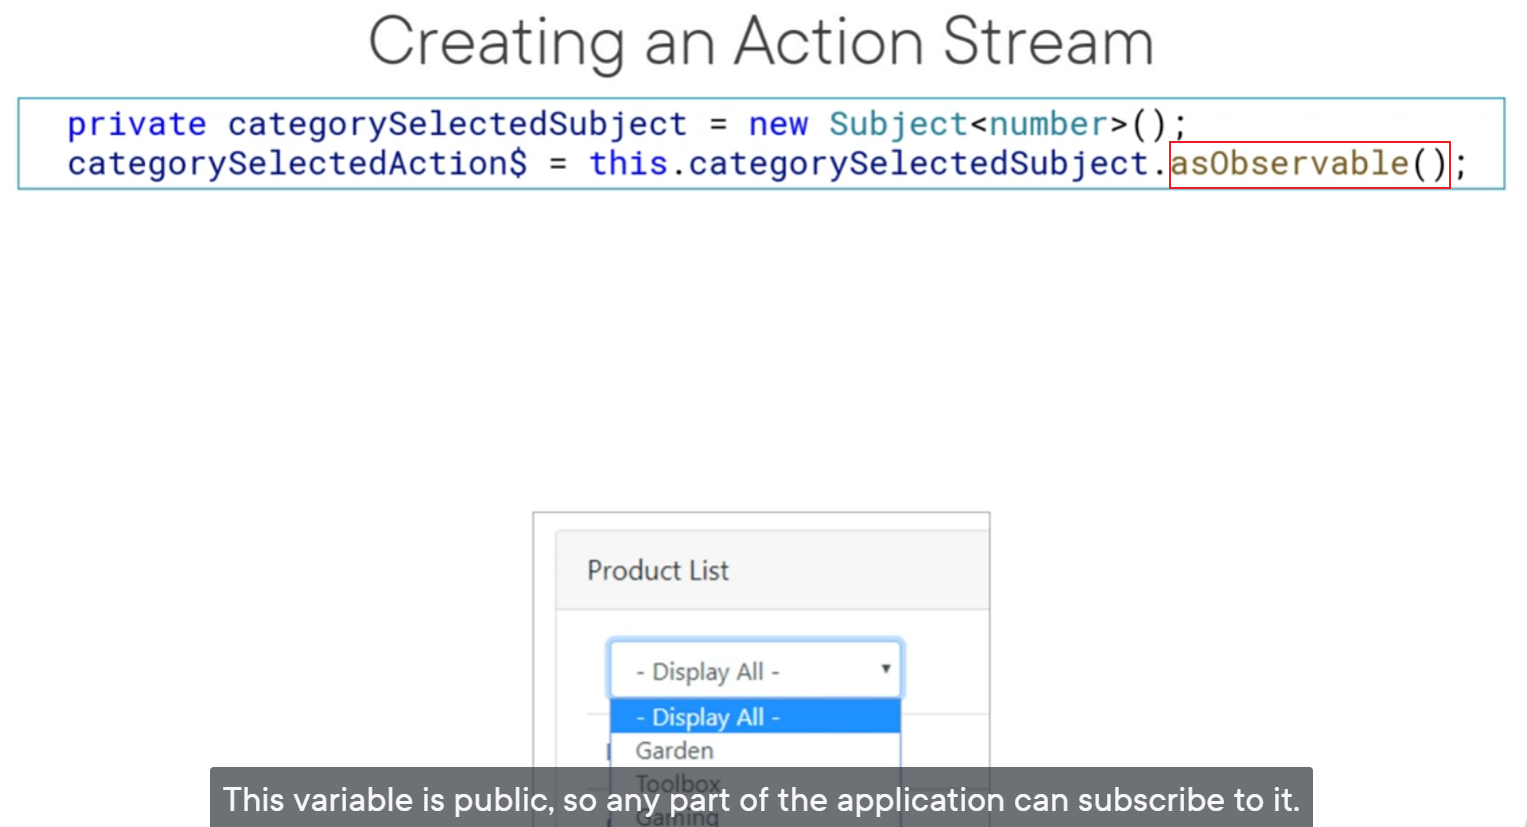 Creating an Action Stream
private categorySelectedSubject = new Subject<number>();
categorySelectedAction$ = this.categorySelectedSubject.asObservable();
Product List
- Display All -
- Display All -
Garden
Toolbox
This variable is public, so any part of the application can subscribe to it.
Gaming